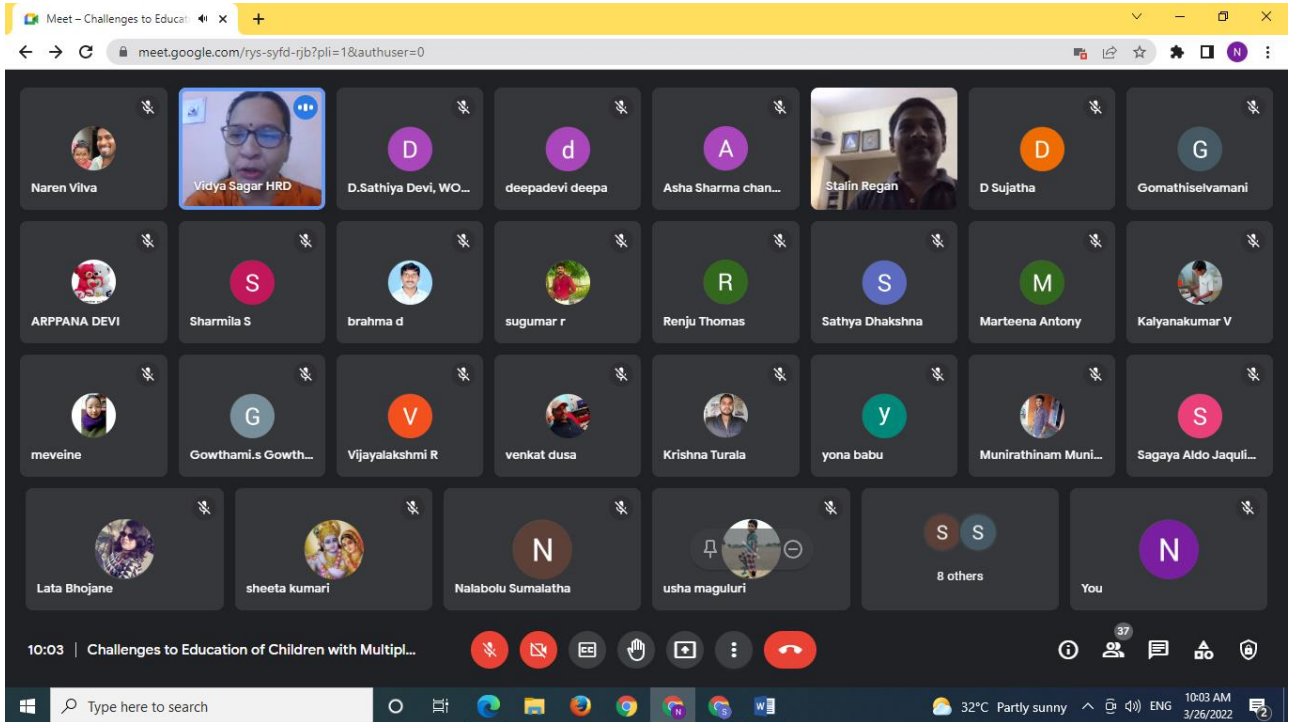 Meet – Challenges to Educat
meet.google.com/rys-syfd-rjb?pli=1&authuser=0
N
Naren Vilva
Vidya Sagar HRD
D
D.Sathiya Devi, WO...
d
deepadevi deepa
A
Asha Sharma chan...
Stalin Regan
D
D Sujatha
G
Gomathiselvamani
ARPPANA DEVI
S
Sharmila S
brahma d
sugumar r
R
Renju Thomas
S
Sathya Dhakshna
M
Marteena Antony
Kalyanakumar V
meveine
G
Gowthami.s Gowth...
V
Vijayalakshmi R
venkat dusa
Krishna Turala
y
yona babu
Munirathinam Muni...
S
Sagaya Aldo Jaquli...
Lata Bhojane
sheeta kumari
N
Nalabolu Sumalatha
usha maguluri
S S
8 others
N
You
10:03 | Challenges to Education of Children with Multipl...
CC
37
Type here to search
32°C Partly sunny
ENG
10:03 AM
3/26/2022
2